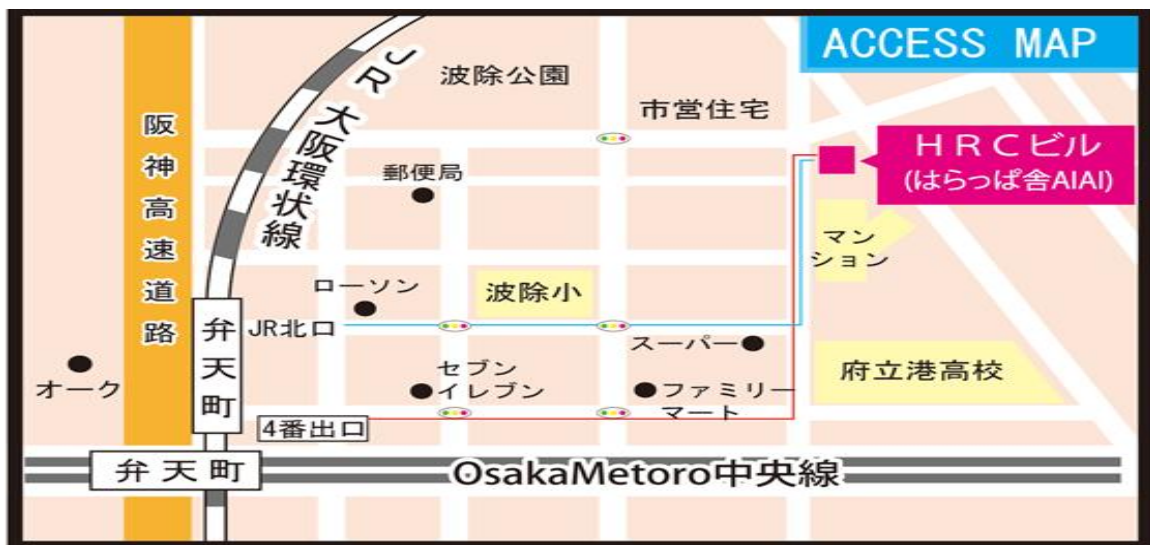 ACCESS MAP
JR大阪環状線
波除公園
市営住宅
阪神高速道路
HRCビル
(はらっぱ舎AIAI)
郵便局
マン
ション
ローソン
波除小
弁天町
JR北口
スーパー
オーク
セブン
イレブン
ファミリー
マート
府立港高校
4番出口
弁天町
OsakaMetoro中央線